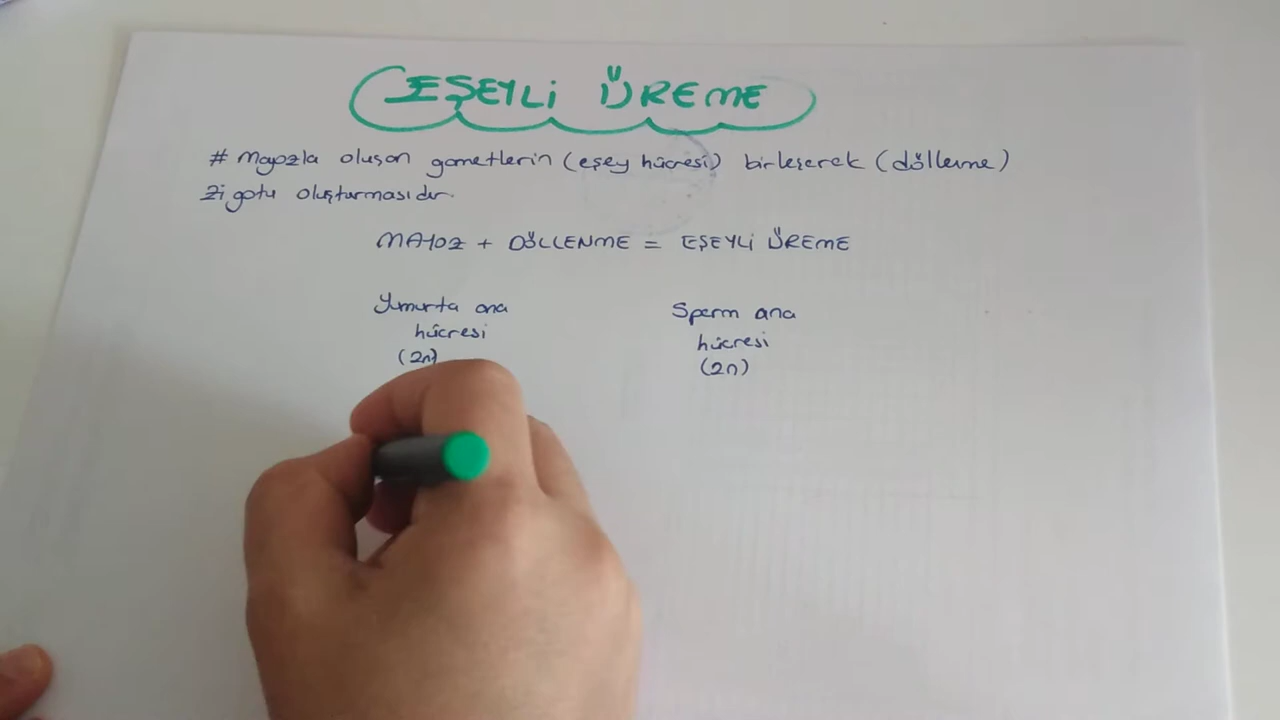 EŞEYLİ ÜREME
# Mayozla oluşan gametlerin (eşey hücresi) birleşerek (döllenme)
Zigotu oluşturmasıdır.
MAYOZ + DÖLLENME = EŞEYLİ ÜREME
Yumurta ana
hücresi
(2n)
Sperm ana
hücresi
(2n)